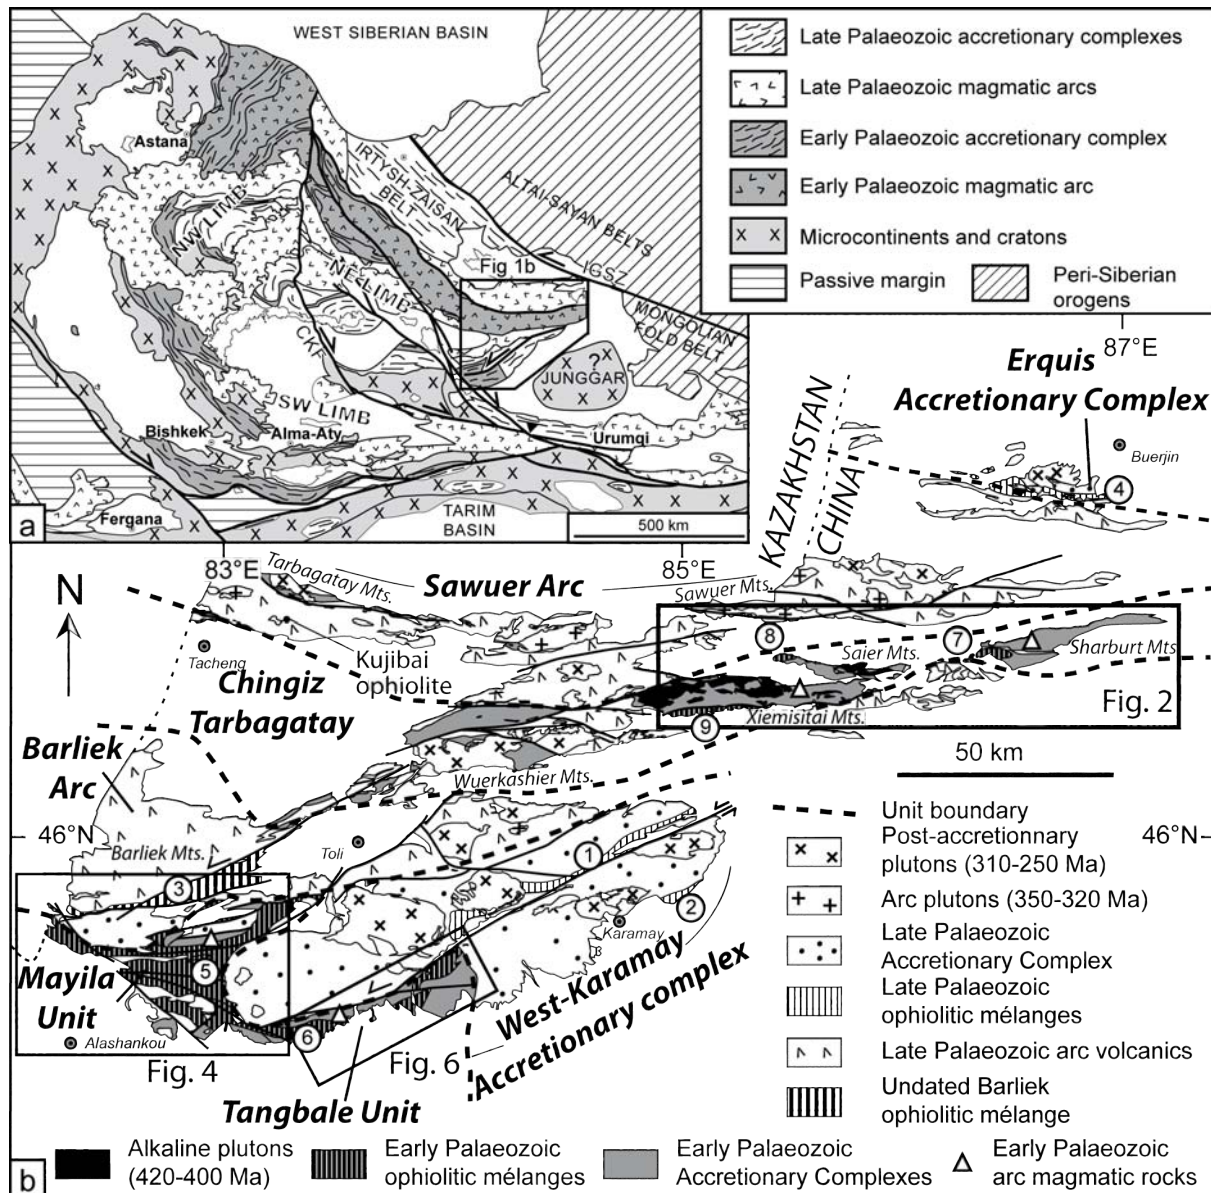 WEST SIBERIAN BASIN
Astana
IRTYSH-ZAISAN
BELT
ALTAI-SAYAN BELTS
IGSZ
NW LIMB
NE LIMB
Fig 1b
MONGOLIAN
FOLD BELT
CKF
?
JUNGGAR
SW LIMB
Bishkek
Alma-Aty
Urumqi
Fergana
TARIM
BASIN
500 km
a
Late Palaeozoic accretionary complexes
Late Palaeozoic magmatic arcs
Early Palaeozoic accretionary complex
Early Palaeozoic magmatic arc
Microcontinents and cratons
Passive margin
Peri-Siberian
orogens
87°E
Erquis
Accretionary Complex
Buerjin
4
KAZAKHSTAN
CHINA
83°E
85°E
N
Tarbagatay Mts.
Sawuer Arc
Sawuer Mts.
8
7
Saier Mts.
Sharburt Mts.
Tacheng
Kujibai
ophiolite
Chingiz
Tarbagatay
Xiemisitai Mts.
9
Fig. 2
Barliek
Arc
Wuerkashier Mts.
50 km
46°N
Barliek Mts.
Toli
1
2
3
Karamay
5
Mayila
Unit
Alashankou
6
Fig. 4
Fig. 6
West-Karamay
Accretionary complex
Tangbale Unit
Unit boundary
Post-accretionnary
plutons (310-250 Ma)
46°N
Arc plutons (350-320 Ma)
Late Palaeozoic
Accretionary Complex
Late Palaeozoic
ophiolitic mélanges
Late Palaeozoic arc volcanics
Undated Barliek
ophiolitic mélange
b
Alkaline plutons
(420-400 Ma)
Early Palaeozoic
ophiolitic mélanges
Early Palaeozoic
Accretionary Complexes
Early Palaeozoic
arc magmatic rocks